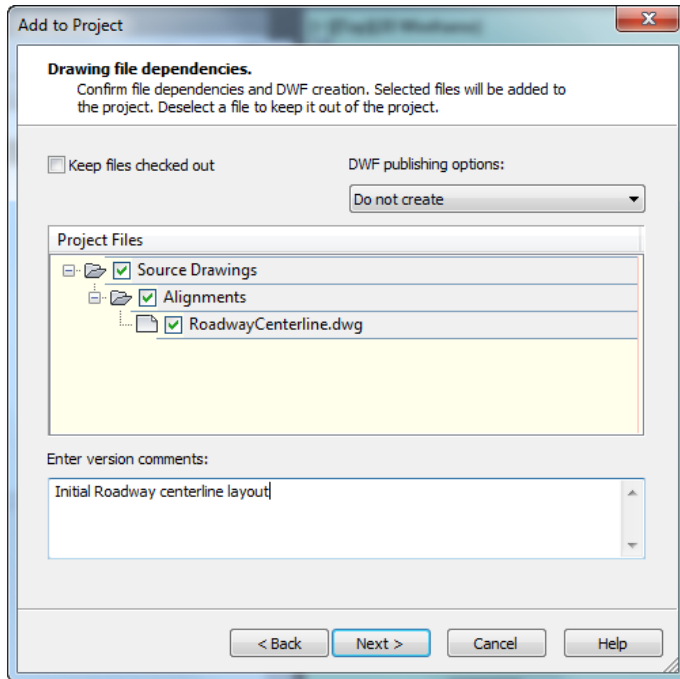 Add to Project
Drawing file dependencies.
Confirm file dependencies and DWF creation. Selected files will be added to
the project. Deselect a file to keep it out of the project.
Keep files checked out
DWF publishing options:
Do not create
Project Files
Source Drawings
Alignments
RoadwayCenterline.dwg
Enter version comments:
Initial Roadway centerline layout
< Back
Next >
Cancel
Help